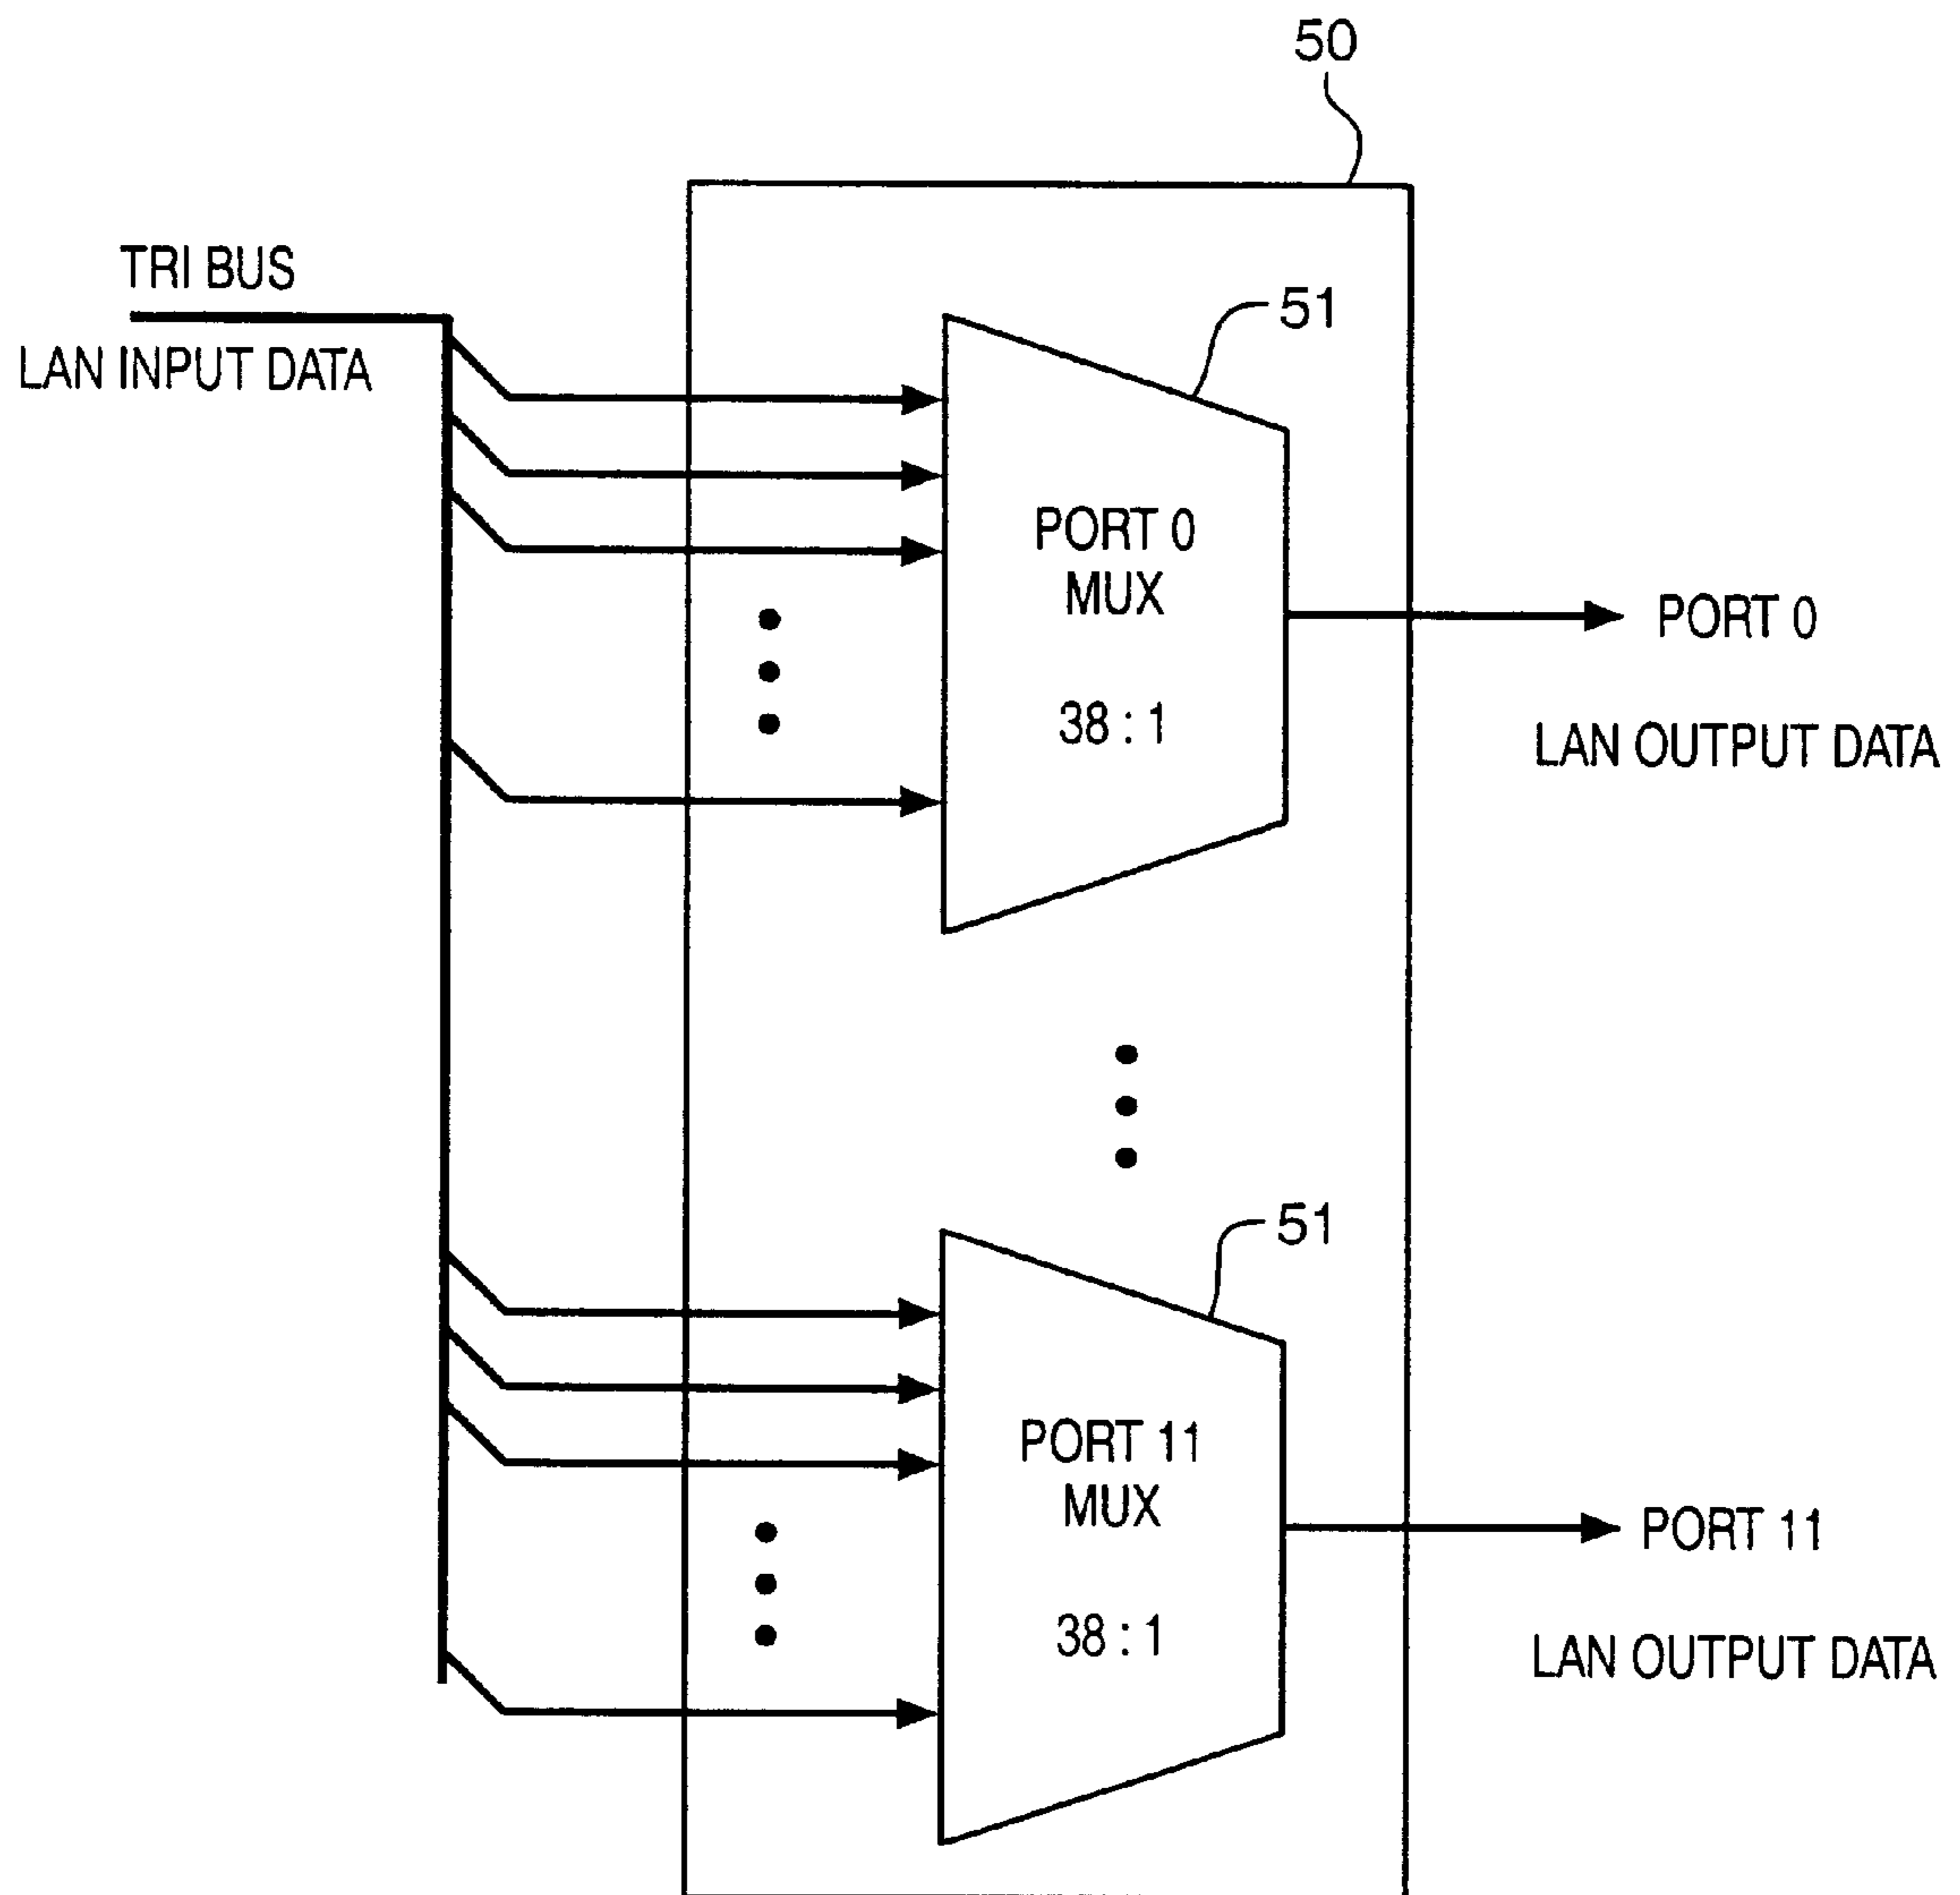 50
TRI BUS
LAN INPUT DATA
51
PORT 0
MUX
38 : 1
PORT 0
LAN OUTPUT DATA
51
PORT 11
MUX
38 : 1
PORT 11
LAN OUTPUT DATA